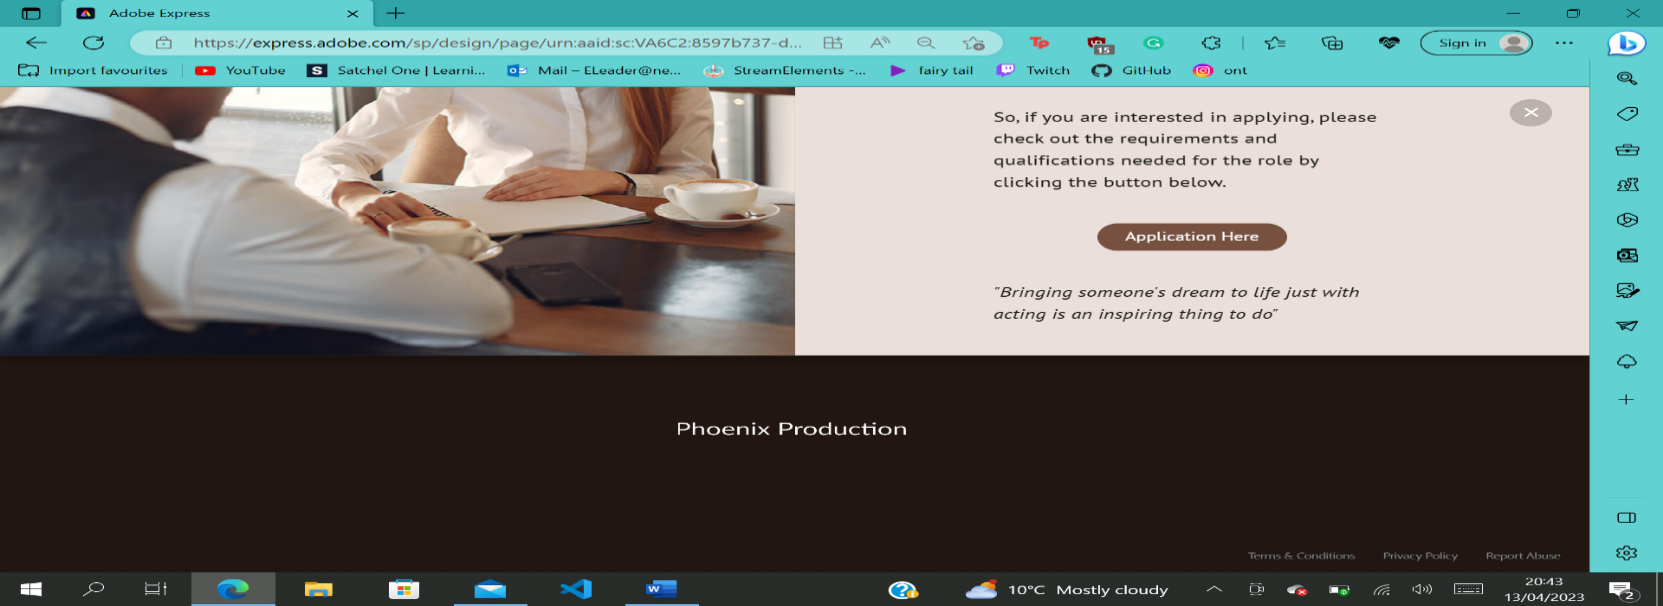 Adobe Express
https://express.adobe.com/sp/design/page/urn:aaid:sc:VA6C2:8597b737-d...
15
Sign in
Import favourites
YouTube
Satchel One | Learni...
Mail – ELeader@ne...
StreamElements -...
fairy tail
Twitch
GitHub
ont
So, if you are interested in applying, please
check out the requirements and
qualifications needed for the role by
clicking the button below.
Application Here
"Bringing someone's dream to life just with
acting is an inspiring thing to do"
Phoenix Production
Terms & Conditions
Privacy Policy
Report Abuse
10°C Mostly cloudy
20:43
13/04/2023
2